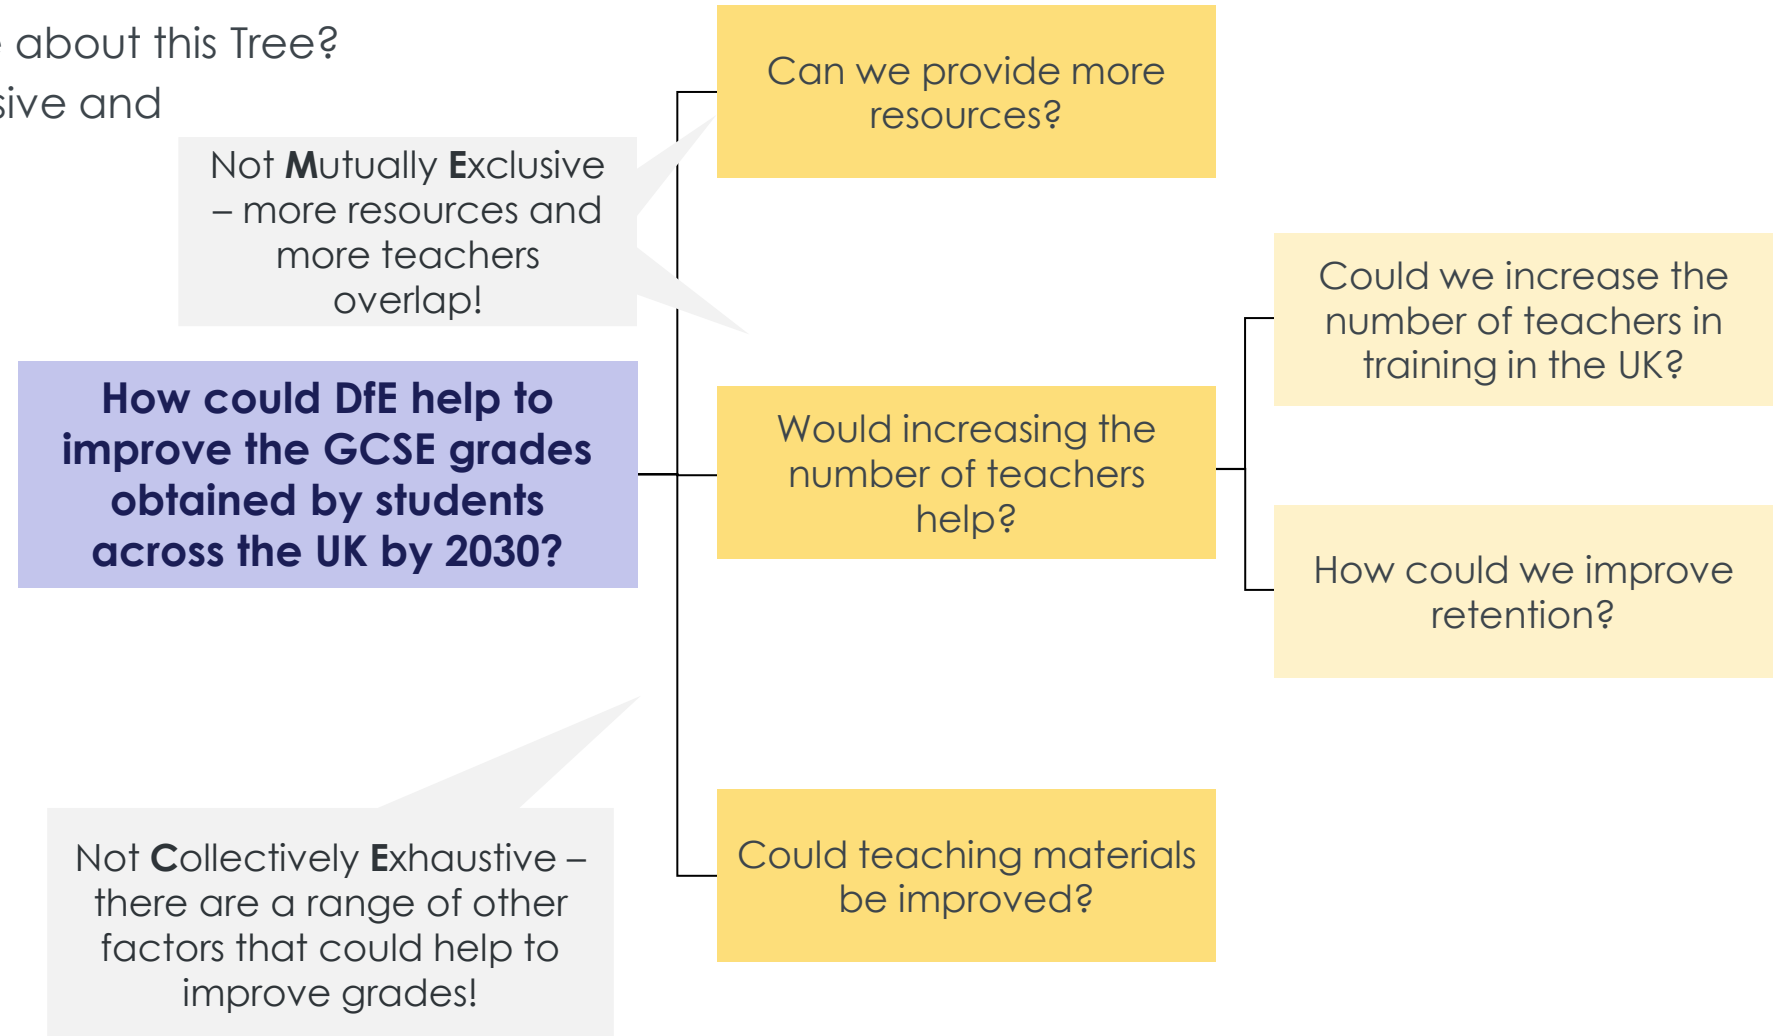 about this Tree?
and
Can we provide more
resources?
Not Mutually Exclusive
– more resources and
more teachers
overlap!
Could we increase the
number of teachers in
training in the UK?
How could DfE help to
improve the GCSE grades
obtained by students
across the UK by 2030?
Would increasing the
number of teachers
help?
How could we improve
retention?
Could teaching materials
be improved?
Not Collectively Exhaustive –
there are a range of other
factors that could help to
improve grades!